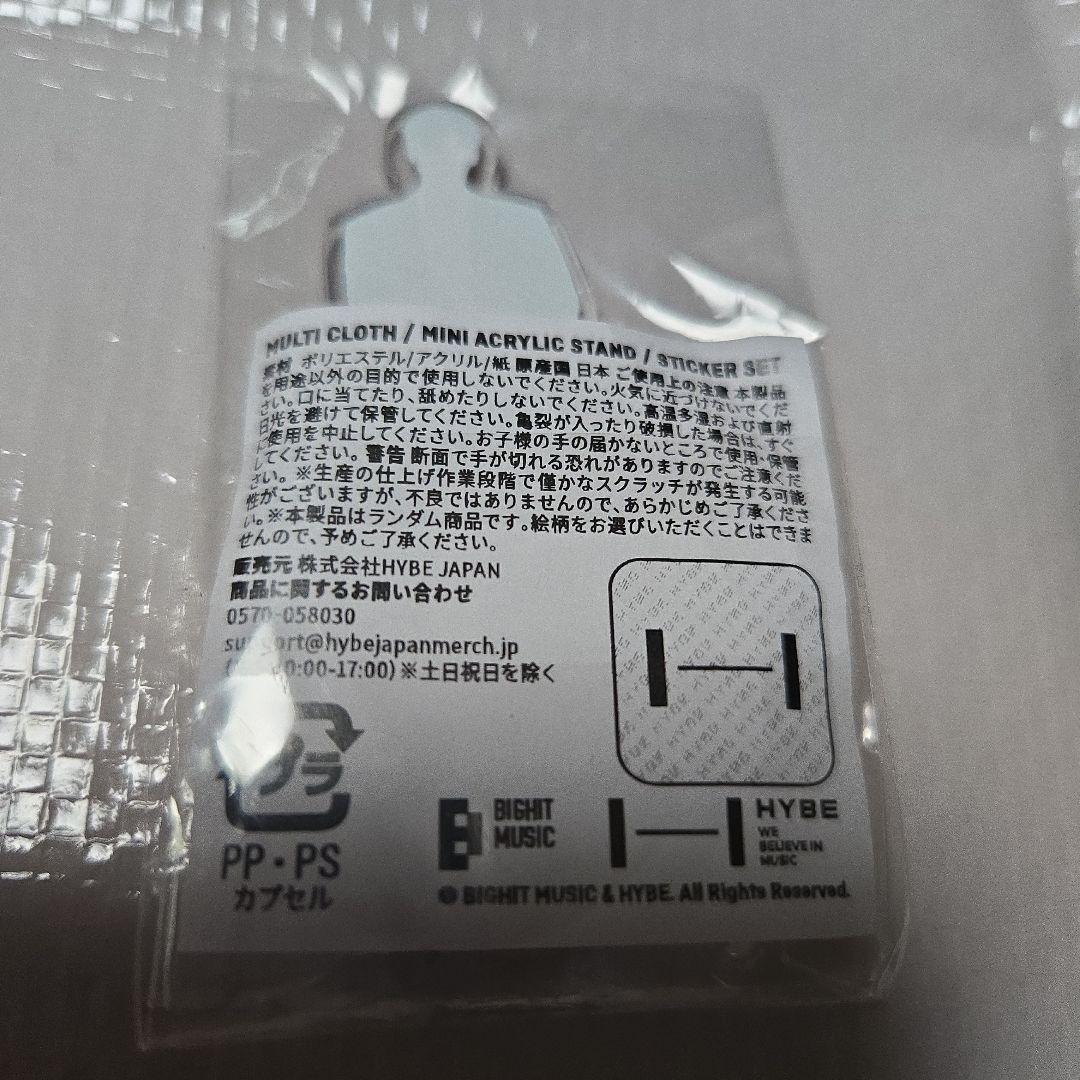 MULTI CLOTH / MINI ACRYLIC STAND / STICKER SET
素材 ポリエステル/アクリル/紙 原産国 日本 ご使用上の注意 本製品
を用途以外の目的で使用しないでください。火気に近づけないでくだ
さい。口に当てたり、舐めたりしないでください。高温多湿および直射
日光を避けて保管してください。亀裂が入ったり破損した場合は、すぐ
に使用を中止してください。お子様の手の届かないところで使用・保管
してください。警告 断面で手が切れる恐れがありますのでご注意くだ
さい。※生産の仕上げ作業段階で僅かなスクラッチが発生する可能
性がございますが、不良ではありませんので、あらかじめご了承くださ
い。※本製品はランダム商品です。絵柄をお選びいただくことはできま
せんので、予めご了承ください。
販売元 株式会社HYBE JAPAN
商品に関するお問い合わせ
0570-058030
support@hybejapanmerch.jp
0:00-17:00) ※土日祝日を除く
プラ
PP・PS
カプセル
BIGHIT
MUSIC
HYBE
WE
BELIEVE IN
MUSIC
© BIGHIT MUSIC & HYBE. All Rights Reserved.